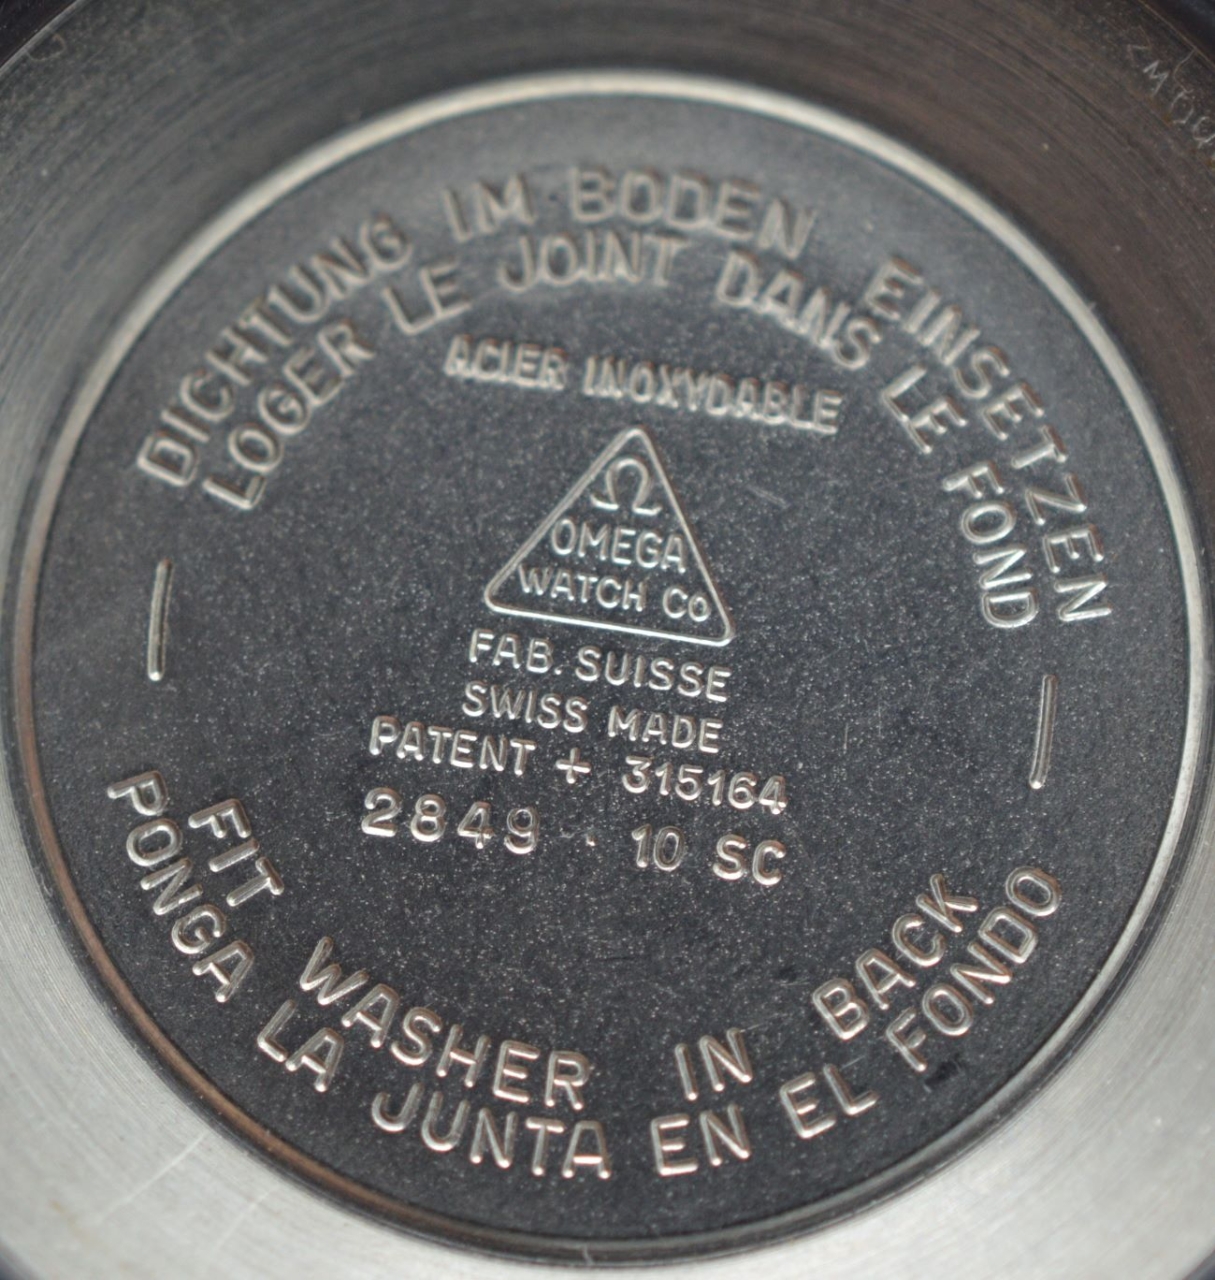 DICHTUNG IM BODEN EINSETZEN
LOGER LE JOINT DANS LE FOND
ACIER INOXYDABLE
Ω
OMEGA
WATCH CO
FAB. SUISSE
SWISS MADE
PATENT + 315164
2849 · 10 SC
FIT WASHER IN BACK
PONGA LA JUNTA EN EL FONDO